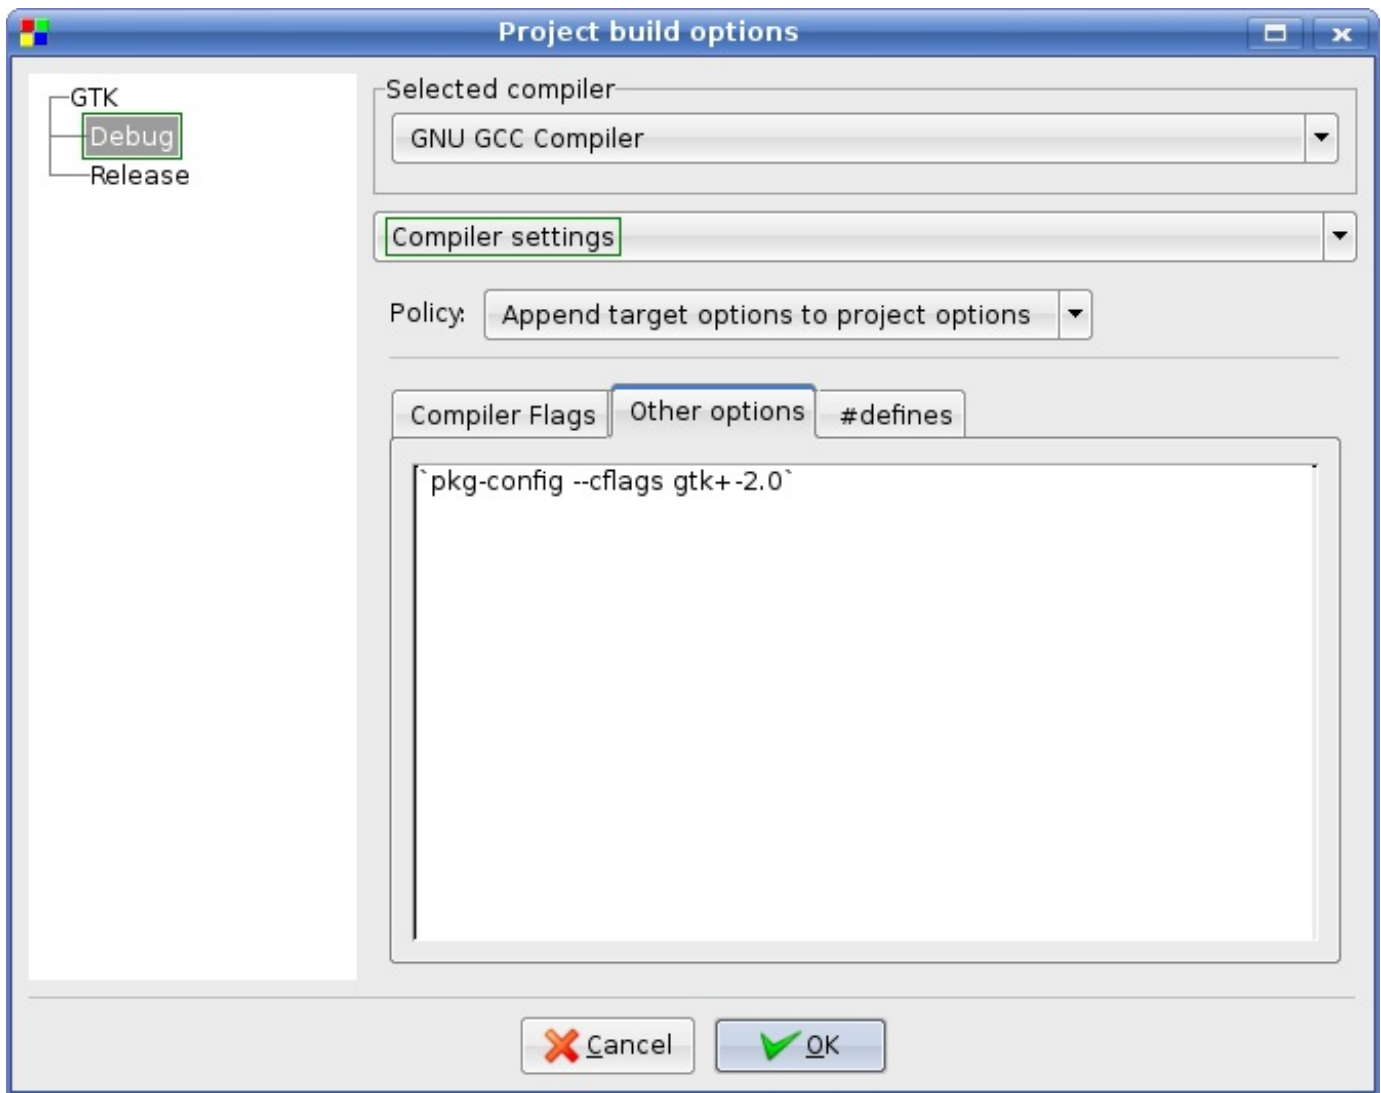 Project build options
GTK
Debug
Release
Selected compiler
GNU GCC Compiler
Compiler settings
Policy: Append target options to project options
Compiler Flags Other options #defines
`pkg-config --cflags gtk+-2.0`
Cancel OK